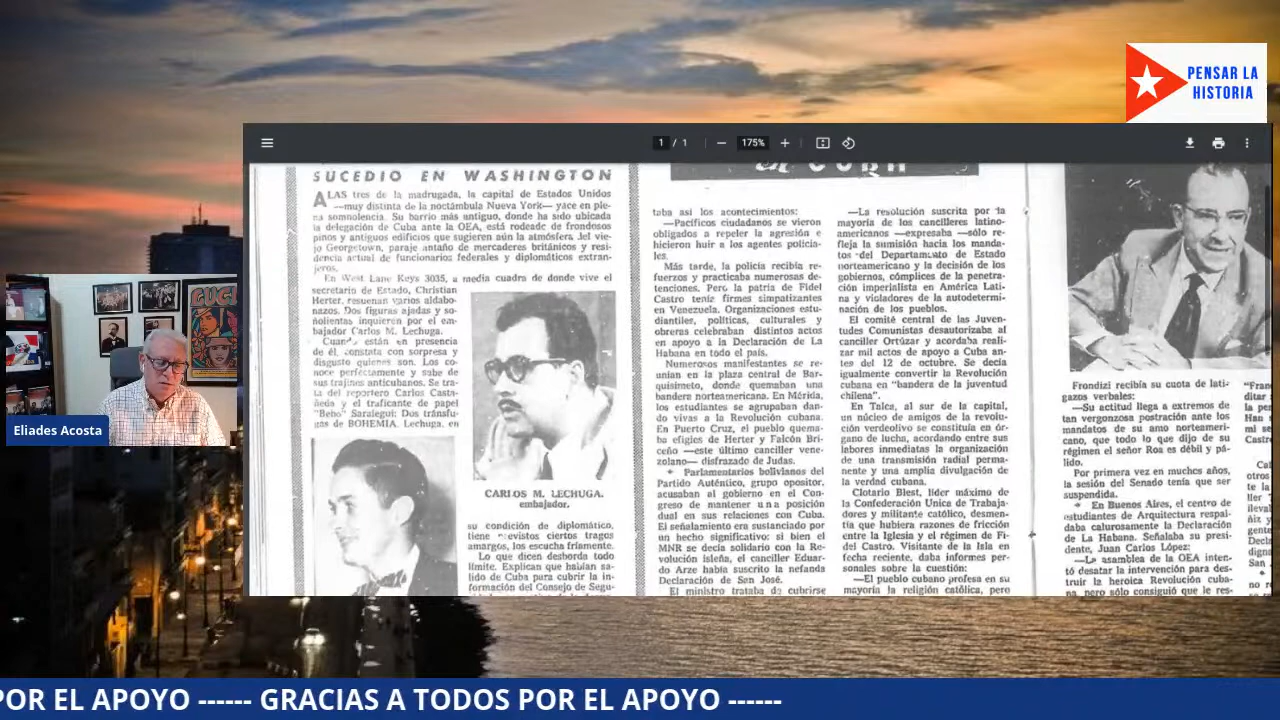 PENSAR LA
HISTORIA
1 / 1
175%
SUCEDIO EN WASHINGTON
A LAS tres de la madrugada, la capital de Estados Unidos
—muy distinta de la noctámbula Nueva York— yace en ple-
na somnolencia. Su barrio más antiguo, donde ha sido ubicada
la delegación de Cuba ante la OEA, está rodeade de frondosos
pinos y antiguos edificios que sugieren aún la atmósfera del vie-
jo Georgetown, paraje antaño de mercaderes británicos y resi-
dencia actual de funcionarios federales y diplomáticos extran-
jeros.
En West Lane Keys 3035, a media cuadra de donde vive el
secretario de Estado, Christian
Herter, resuenan varios aldabo-
nazos. Dos figuras ajadas y so-
ñolientas inquieren por el em-
bajador Carlos M. Lechuga.
Cuando están en presencia
de él, constata con sorpresa y
disgusto quienes son. Los co-
noce perfectamente y sabe de
sus trajines anticubanos. Se tra-
ta del reportero Carlos Casta-
ñeda y el traficante de papel
"Bebo" Saralegui: Dos tránsfu-
gas de BOHEMIA. Lechuga, en
CARLOS M. LECHUGA.
embajador.
su condición de diplomático,
tiene previstos ciertos tragos
amargos, los escucha fríamente.
Lo que dicen desborda todo
límite. Explican que habían sa-
lido de Cuba para cubrir la in-
formación del Consejo de Segu-
taba así los acontecimientos:
—Pacíficos ciudadanos se vieron
obligados a repeler la agresión e
hicieron huir a los agentes policia-
les.
Más tarde, la policía recibía re-
fuerzos y practicaba numerosas de-
tenciones. Pero la patria de Fidel
Castro tenía firmes simpatizantes
en Venezuela. Organizaciones estu-
diantiles, políticas, culturales y
obreras celebraban distintos actos
en apoyo a la Declaración de La
Habana en todo el país.
Numerosos manifestantes se re-
unían en la plaza central de Bar-
quisimeto, donde quemaban una
bandera norteamericana. En Mérida,
los estudiantes se agrupaban dan-
do vivas a la Revolución cubana.
En Puerto Cruz, el pueblo quema-
ba efigies de Herter y Falcón Bri-
ceño —este último canciller vene-
zolano— disfrazado de Judas.
Parlamentarios bolivianos del
Partido Auténtico, grupo opositor,
acusaban al gobierno en el Con-
greso de mantener una posición
dual en sus relaciones con Cuba.
El señalamiento era sustanciado por
un hecho significativo: si bien el
MNR se decía solidario con la Re-
volución isleña, el canciller Eduar-
do Arze había suscrito la nefanda
Declaración de San José.
El ministro trataba de cubrirse
—La resolución suscrita por la
mayoría de los cancilleres latino-
americanos —expresaba —sólo re-
fleja la sumisión hacia los manda-
tos del Departamento de Estado
norteamericano y la decisión de los
gobiernos, cómplices de la penetra-
ción imperialista en América Lati-
na y violadores de la autodetermi-
nación de los pueblos.
El comité central de las Juven-
tudes Comunistas desautorizaba al
canciller Ortúzar y acordaba reali-
zar mil actos de apoyo a Cuba an-
tes del 12 de octubre. Se decía
igualmente convertir la Revolución
cubana en "bandera de la juventud
chilena".
En Talca, al sur de la capital,
un núcleo de amigos de la revolu-
ción verdeolivo se constituía en ór-
gano de lucha, acordando entre sus
labores inmediatas la organización
de una transmisión radial perma-
nente y una amplia divulgación de
la verdad cubana.
Clotario Blest, líder máximo de
la Confederación Unica de Trabaja-
dores y militante católico, desmen-
tía que hubiera razones de fricción
entre la Iglesia y el régimen de Fi-
del Castro. Visitante de la Isla en
fecha reciente, daba informes per-
sonales sobre la cuestión:
—El pueblo cubano profesa en su
mayoría la religión católica, pero
Frondizi recibía su cuota de lati-
gazos verbales:
—Su actitud llega a extremos de
tan vergonzosa postración ante los
mandatos de su amo norteameri-
cano, que todo lo que dijo de su
régimen el señor Roa es débil y pá-
lido.
Por primera vez en muchos años,
la sesión del Senado tenía que ser
suspendida.
En Buenos Aires, el centro de
estudiantes de Arquitectura respal-
daba calurosamente la Declaración
de La Habana. Señalaba su presi-
dente, Juan Carlos López:
—La asamblea de la OEA inten-
tó desatar la intervención para des-
truir la heroica Revolución cuba-
na, pero sólo consiguió que le res-
Eliades Acosta
POR EL APOYO ------ GRACIAS A TODOS POR EL APOYO ------